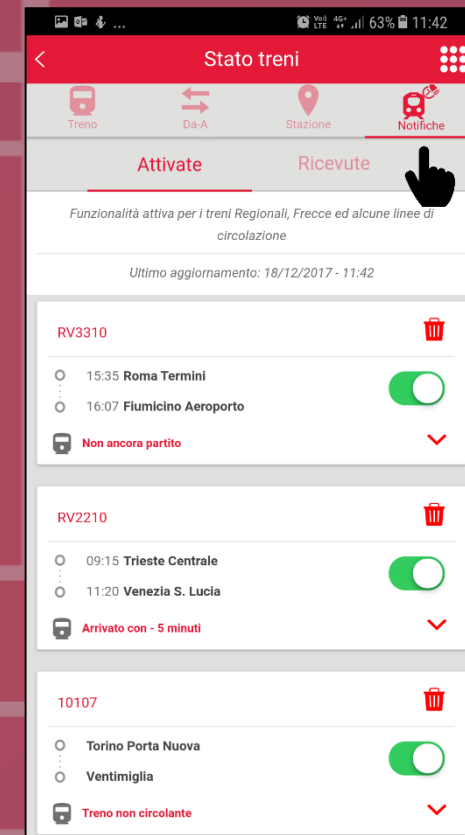 ... Vo)) LTE 4G+ 63% 11:42
Stato treni
Treno Da-A Stazione Notifiche
Attivate Ricevute
Funzionalità attiva per i treni Regionali, Frecce ed alcune linee di
circolazione
Ultimo aggiornamento: 18/12/2017 - 11:42
RV3310
15:35 Roma Termini
16:07 Fiumicino Aeroporto
Non ancora partito
RV2210
09:15 Trieste Centrale
11:20 Venezia S. Lucia
Arrivato con - 5 minuti
10107
Torino Porta Nuova
Ventimiglia
Treno non circolante